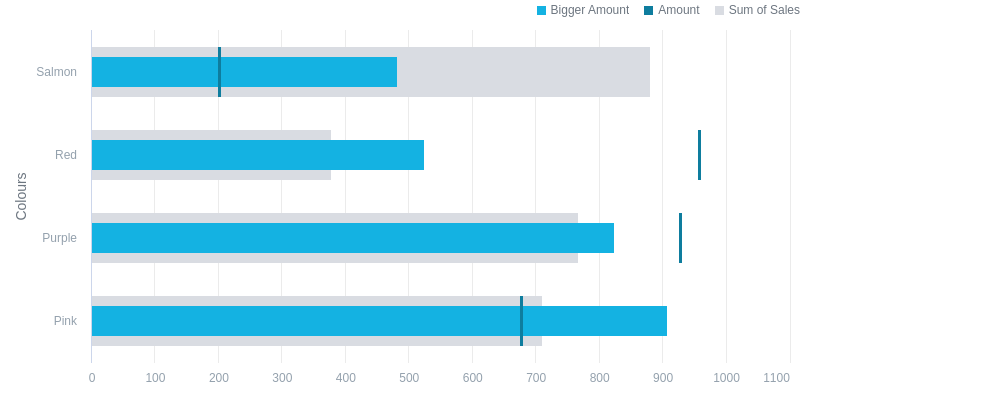 Bigger Amount Amount Sum of Sales
Salmon
Red
Colours
Purple
Pink
0 100 200 300 400 500 600 700 800 900 1000 1100